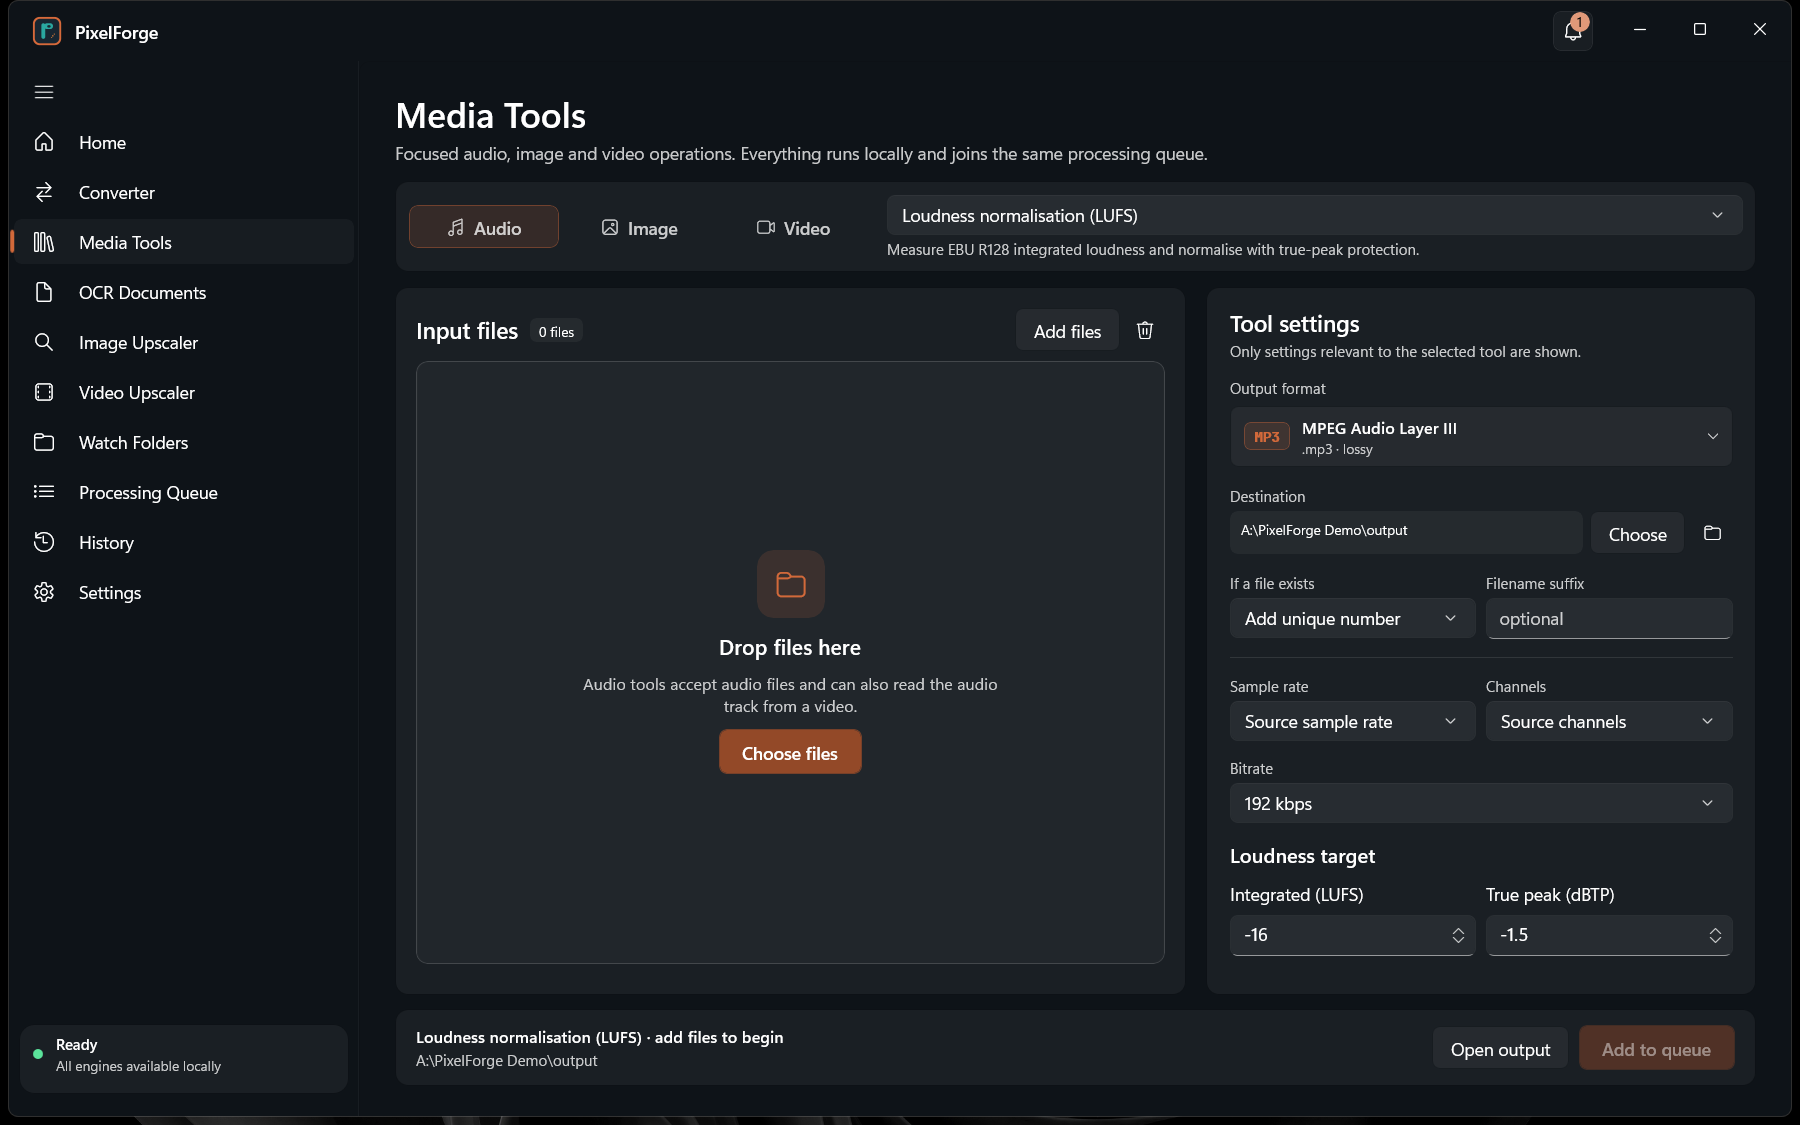 PixelForge
1
Home
Converter
Media Tools
OCR Documents
Image Upscaler
Video Upscaler
Watch Folders
Processing Queue
History
Settings
Ready
All engines available locally
Media Tools
Focused audio, image and video operations. Everything runs locally and joins the same processing queue.
Audio
Image
Video
Loudness normalisation (LUFS)
Measure EBU R128 integrated loudness and normalise with true-peak protection.
Input files
0 files
Add files
Drop files here
Audio tools accept audio files and can also read the audio
track from a video.
Choose files
Tool settings
Only settings relevant to the selected tool are shown.
Output format
MP3
MPEG Audio Layer III
.mp3 · lossy
Destination
A:\PixelForge Demo\output
Choose
If a file exists
Filename suffix
Add unique number
optional
Sample rate
Channels
Source sample rate
Source channels
Bitrate
192 kbps
Loudness target
Integrated (LUFS)
True peak (dBTP)
-16
-1.5
Loudness normalisation (LUFS) · add files to begin
A:\PixelForge Demo\output
Open output
Add to queue